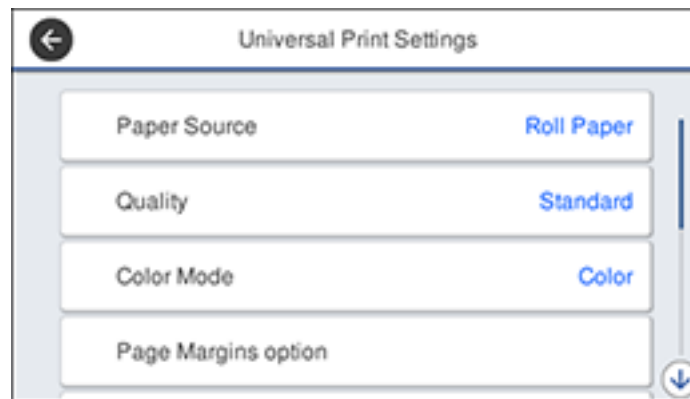 Universal Print Settings
Paper Source Roll Paper
Quality Standard
Color Mode Color
Page Margins option